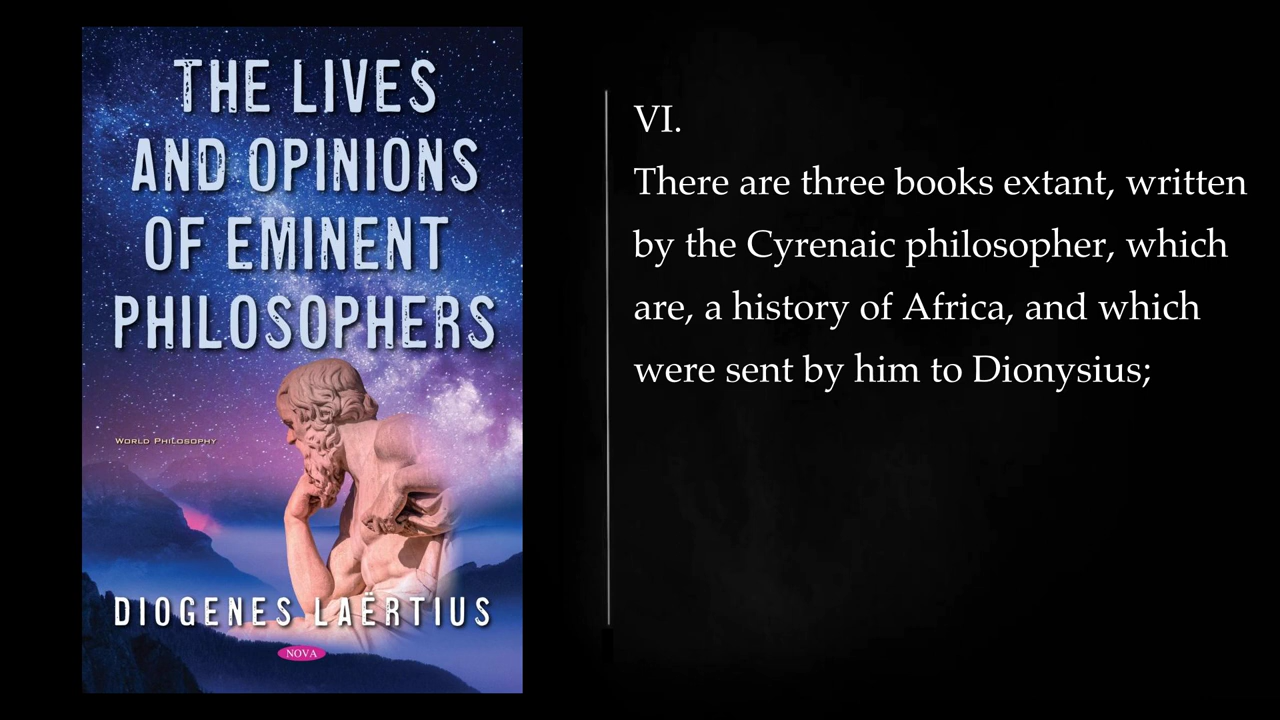 THE LIVES
AND OPINIONS
OF EMINENT
PHILOSOPHERS
WORLD PHILOSOPHY
DIOGENES LAËRTIUS
NOVA
VI.
There are three books extant, written
by the Cyrenaic philosopher, which
are, a history of Africa, and which
were sent by him to Dionysius;